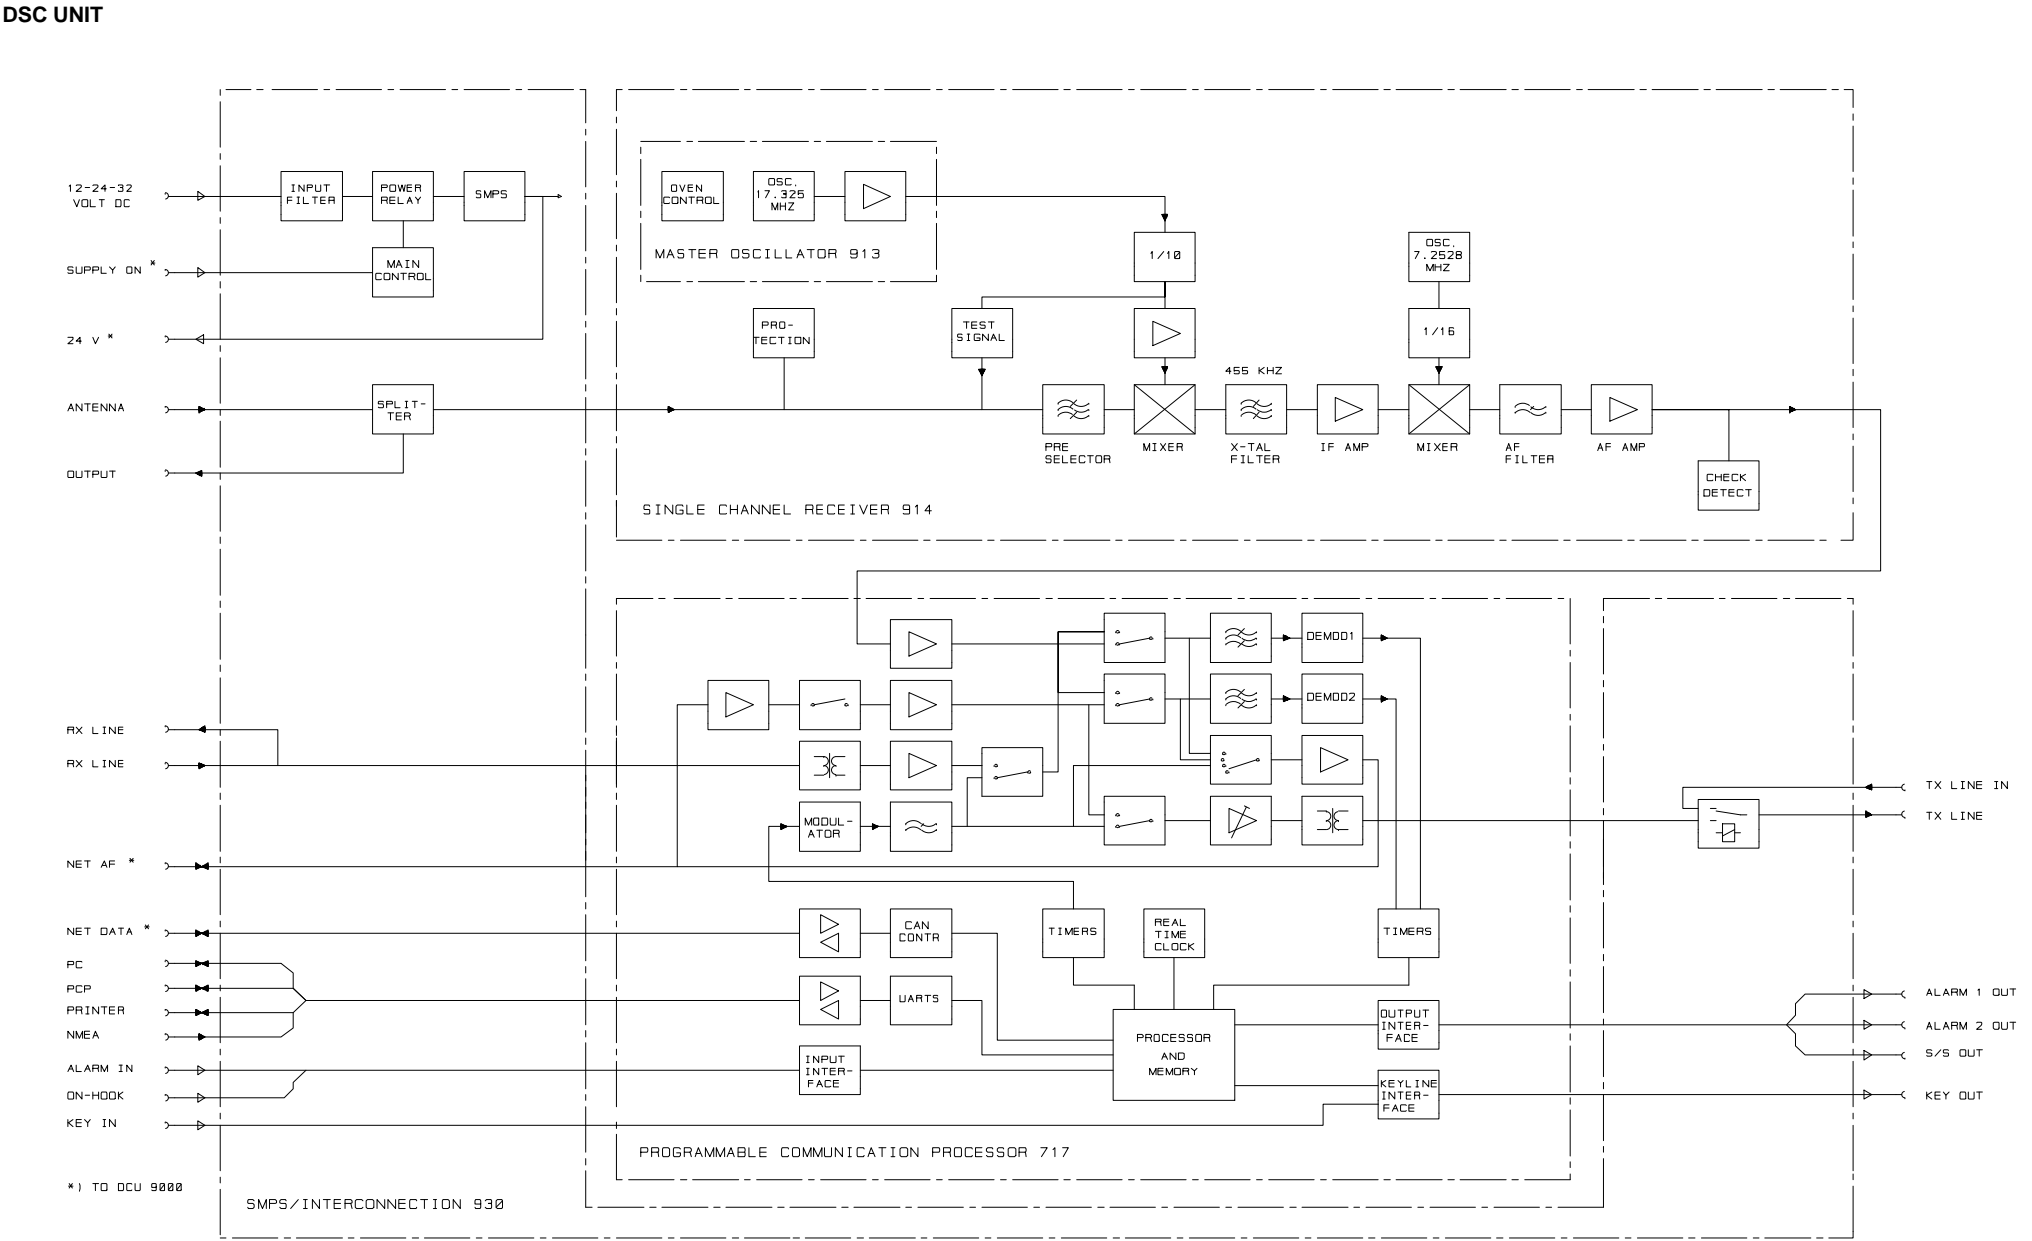 DSC UNIT
12-24-32
VOLT DC
INPUT
FILTER
POWER
RELAY
SMPS
SUPPLY ON *
MAIN
CONTROL
24 V *
ANTENNA
SPLIT-
TER
OUTPUT
OVEN
CONTROL
OSC.
17.325
MHZ
MASTER OSCILLATOR 913
1/10
OSC.
7.2528
MHZ
PRO-
TECTION
TEST
SIGNAL
1/16
455 KHZ
PRE
SELECTOR
MIXER
X-TAL
FILTER
IF AMP
MIXER
AF
FILTER
AF AMP
CHECK
DETECT
SINGLE CHANNEL RECEIVER 914
DEMOD1
DEMOD2
RX LINE
RX LINE
MODUL-
ATOR
TX LINE IN
TX LINE
NET AF *
NET DATA *
CAN
CONTR
TIMERS
REAL
TIME
CLOCK
TIMERS
PC
PCP
PRINTER
NMEA
UARTS
PROCESSOR
AND
MEMORY
OUTPUT
INTER-
FACE
ALARM 1 OUT
ALARM 2 OUT
S/S OUT
ALARM IN
ON-HOOK
KEY IN
INPUT
INTER-
FACE
KEYLINE
INTER-
FACE
KEY OUT
PROGRAMMABLE COMMUNICATION PROCESSOR 717
*) TO DCU 9000
SMPS/INTERCONNECTION 930